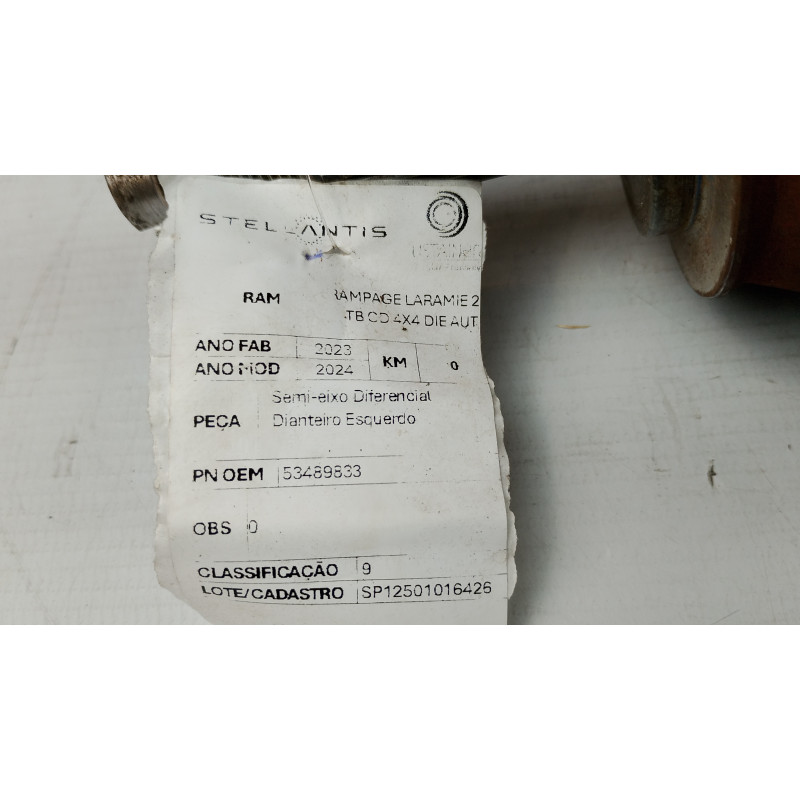 STELLANTIS
RAM RAMPAGE LARAMIE 2
TB CD 4X4 DIE AUT
ANO FAB 2023
ANO MOD 2024 KM 0
Semi-eixo Diferencial
PEÇA Dianteiro Esquerdo
PN OEM 53489833
OBS 0
CLASSIFICAÇÃO 9
LOTE/CADASTRO SP12501016426